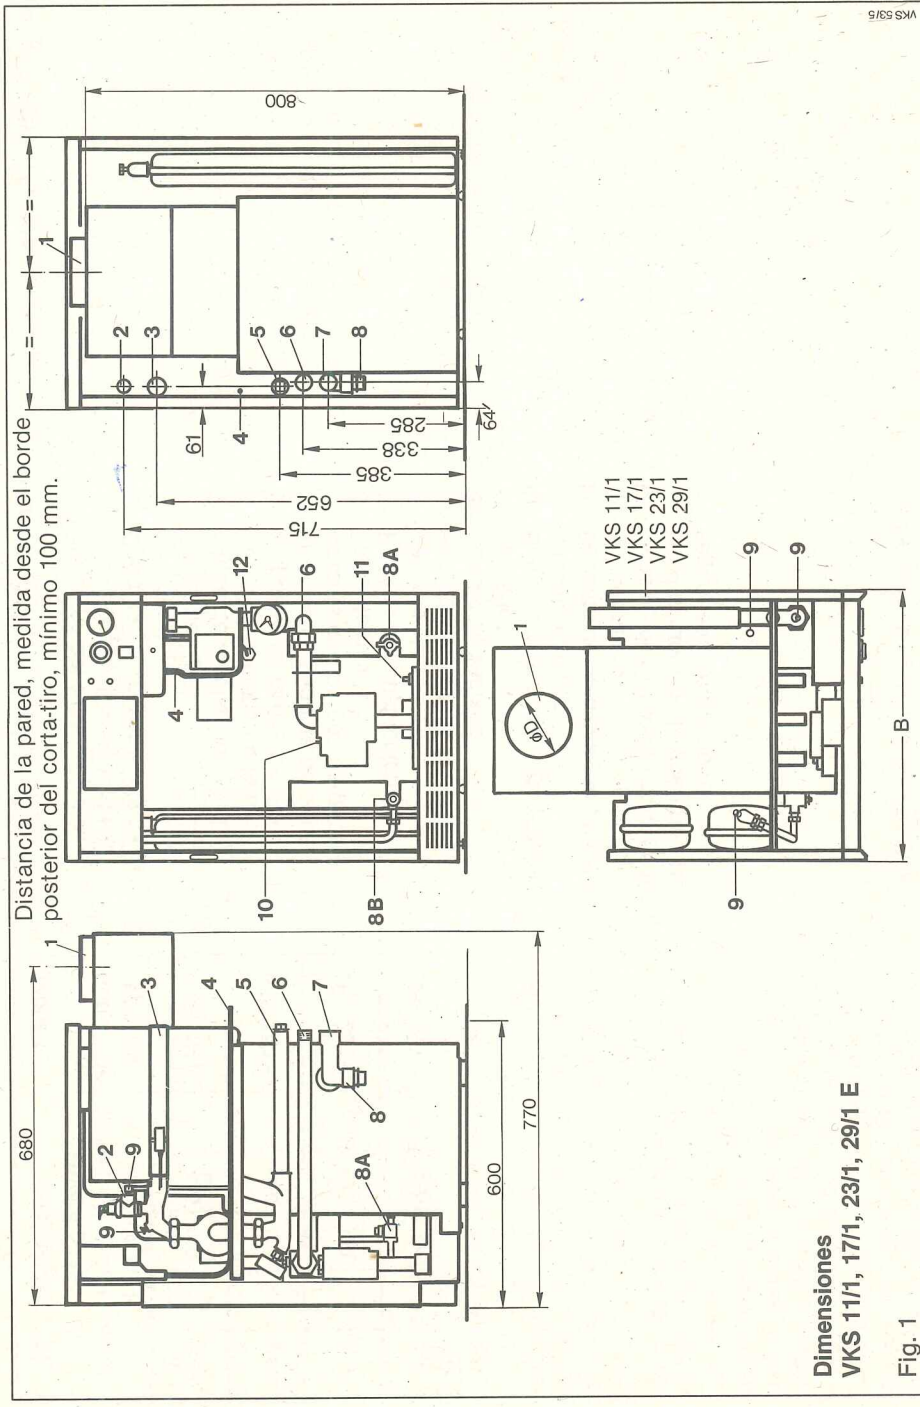 Distancia de la pared, medida desde el borde
posterior del corta-tiro, mínimo 100 mm.
680
1
2
9
9
3
4
5
6
7
8
8A
600
770
10
8B
4
12
6
11
8A
= =
1
2
3
61
4
5
6
7
8
64
285
338
385
652
715
800
1
ØD
9
9
9
B
VKS 11/1
VKS 17/1
VKS 23/1
VKS 29/1
Dimensiones
VKS 11/1, 17/1, 23/1, 29/1 E
Fig. 1
VKS 53/5